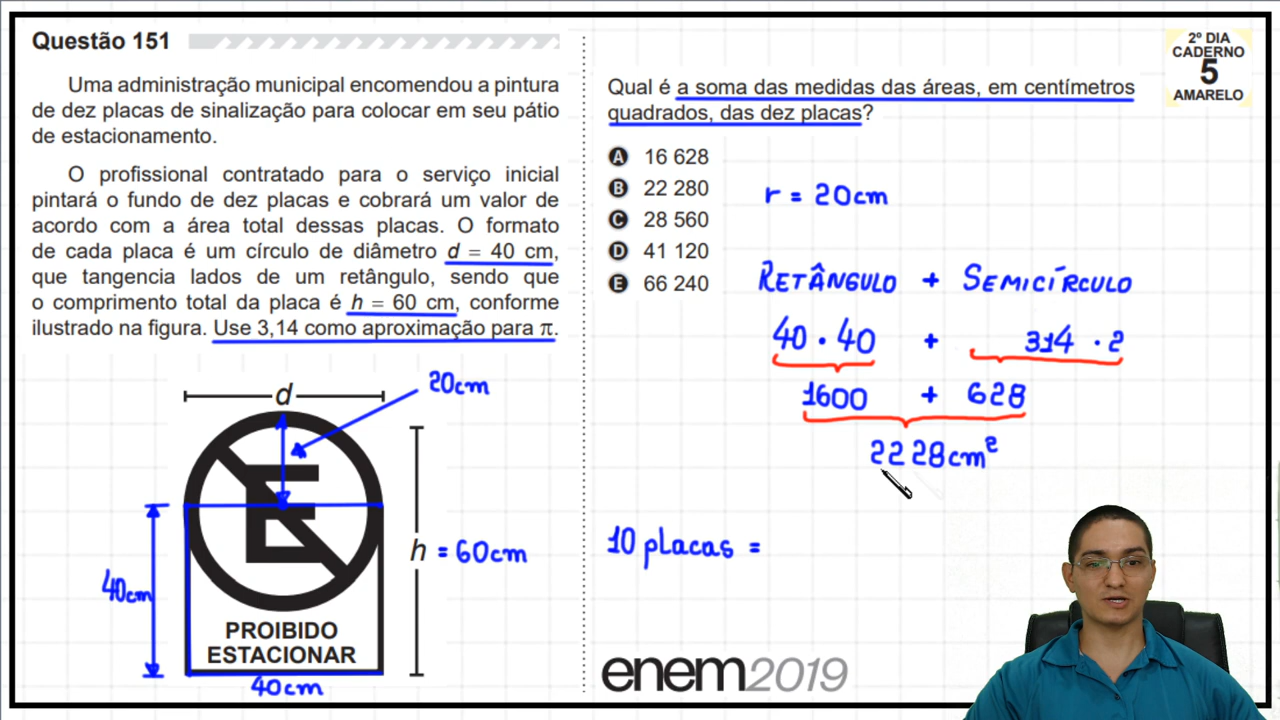 Questão 151
Uma administração municipal encomendou a pintura
de dez placas de sinalização para colocar em seu pátio
de estacionamento.
O profissional contratado para o serviço inicial
pintará o fundo de dez placas e cobrará um valor de
acordo com a área total dessas placas. O formato
de cada placa é um círculo de diâmetro d = 40 cm,
que tangencia lados de um retângulo, sendo que
o comprimento total da placa é h = 60 cm, conforme
ilustrado na figura. Use 3,14 como aproximação para π.
d
20cm
E
h = 60cm
40cm
PROIBIDO
ESTACIONAR
40cm
Qual é a soma das medidas das áreas, em centímetros
quadrados, das dez placas?
A 16 628
B 22 280
C 28 560
D 41 120
E 66 240
r = 20cm
RETÂNGULO + SEMICÍRCULO
40 . 40 + 314 . 2
1600 + 628
2228cm²
10 placas =
enem2019
2º DIA
CADERNO
5
AMARELO